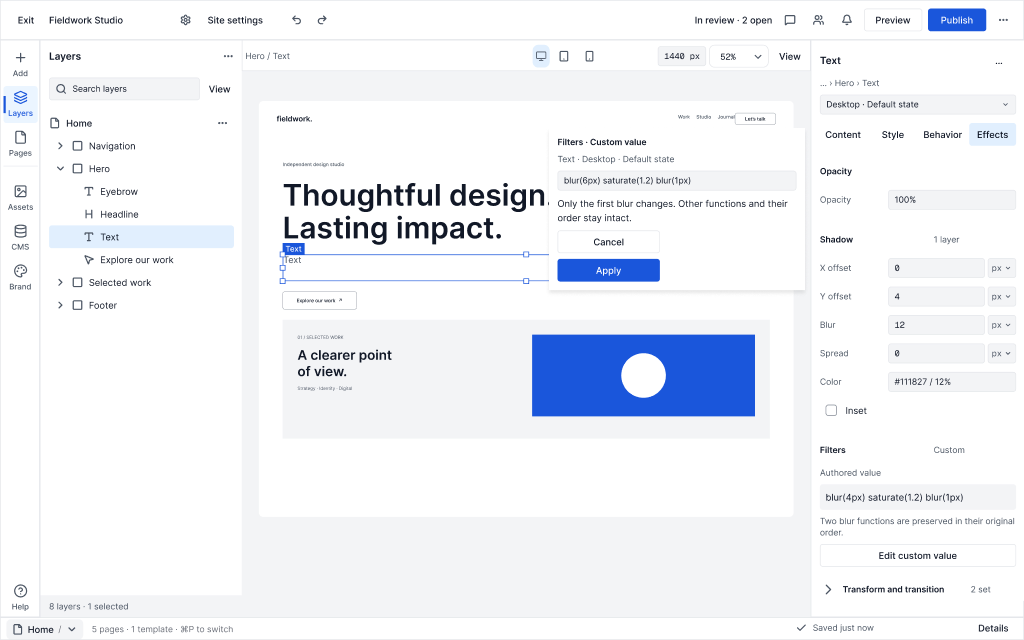 Exit
Fieldwork Studio
Site settings
In review · 2 open
Preview
Publish
Add
Layers
Pages
Assets
CMS
Brand
Help
Layers
Search layers
View
Home
Navigation
Hero
Eyebrow
Headline
Text
Explore our work
Selected work
Footer
8 layers · 1 selected
Hero / Text
1440 px
52%
View
fieldwork.
Work
Studio
Journal
Let's talk
Independent design studio
Thoughtful design.
Lasting impact.
Text
Text
Explore our work ↗
01 / SELECTED WORK
A clearer point
of view.
Strategy · Identity · Digital
Filters · Custom value
Text · Desktop · Default state
blur(6px) saturate(1.2) blur(1px)
Only the first blur changes. Other functions and their
order stay intact.
Cancel
Apply
Text
... › Hero › Text
Desktop · Default state
Content
Style
Behavior
Effects
Opacity
Opacity
100%
Shadow
1 layer
X offset
0
px
Y offset
4
px
Blur
12
px
Spread
0
px
Color
#111827 / 12%
Inset
Filters
Custom
Authored value
blur(4px) saturate(1.2) blur(1px)
Two blur functions are preserved in their original
order.
Edit custom value
Transform and transition
2 set
Home /
5 pages · 1 template · ⌘P to switch
Saved just now
Details